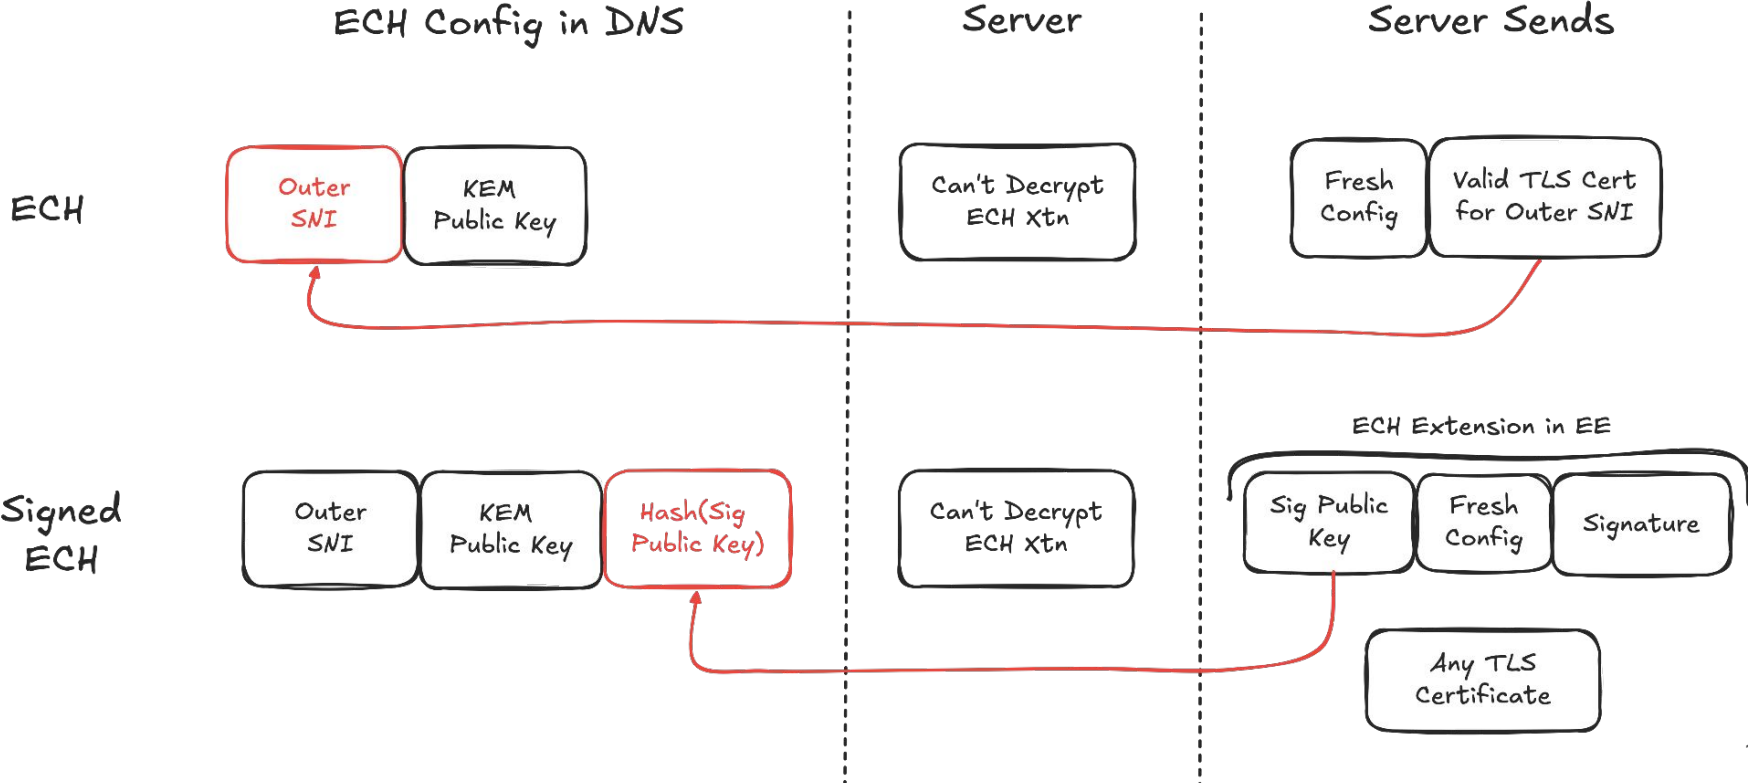 ECH Config in DNS
Server
Server Sends
ECH
Outer
SNI
KEM
Public Key
Can't Decrypt
ECH Xtn
Fresh
Config
Valid TLS Cert
for Outer SNI
Signed
ECH
Outer
SNI
KEM
Public Key
Hash(Sig
Public Key)
Can't Decrypt
ECH Xtn
ECH Extension in EE
Sig Public
Key
Fresh
Config
Signature
Any TLS
Certificate